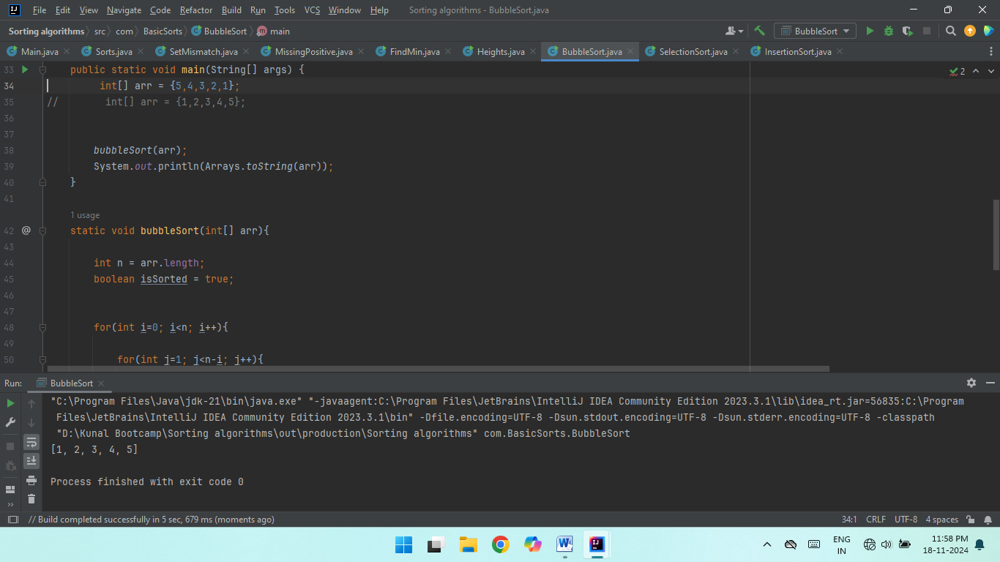 File Edit View Navigate Code Refactor Build Run Tools VCS Window Help Sorting algorithms - BubbleSort.java
Sorting algorithms src com BasicSorts BubbleSort main BubbleSort
Main.java Sorts.java SetMismatch.java MissingPositive.java FindMin.java Heights.java BubbleSort.java SelectionSort.java InsertionSort.java
33 public static void main(String[] args) { 2
34 int[] arr = {5,4,3,2,1};
35 // int[] arr = {1,2,3,4,5};
36
37
38 bubbleSort(arr);
39 System.out.println(Arrays.toString(arr));
40 }
41
1 usage
42 @ static void bubbleSort(int[] arr){
43
44 int n = arr.length;
45 boolean isSorted = true;
46
47
48 for(int i=0; i<n; i++){
49
50 for(int j=1; j<n-i; j++){
Run: BubbleSort
"C:\Program Files\Java\jdk-21\bin\java.exe" "-javaagent:C:\Program Files\JetBrains\IntelliJ IDEA Community Edition 2023.3.1\lib\idea_rt.jar=56835:C:\Program
Files\JetBrains\IntelliJ IDEA Community Edition 2023.3.1\bin" -Dfile.encoding=UTF-8 -Dsun.stdout.encoding=UTF-8 -Dsun.stderr.encoding=UTF-8 -classpath
"D:\Kunal Bootcamp\Sorting algorithms\out\production\Sorting algorithms" com.BasicSorts.BubbleSort
[1, 2, 3, 4, 5]
Process finished with exit code 0
// Build completed successfully in 5 sec, 679 ms (moments ago) 34:1 CRLF UTF-8 4 spaces
ENG
IN
11:58 PM
18-11-2024